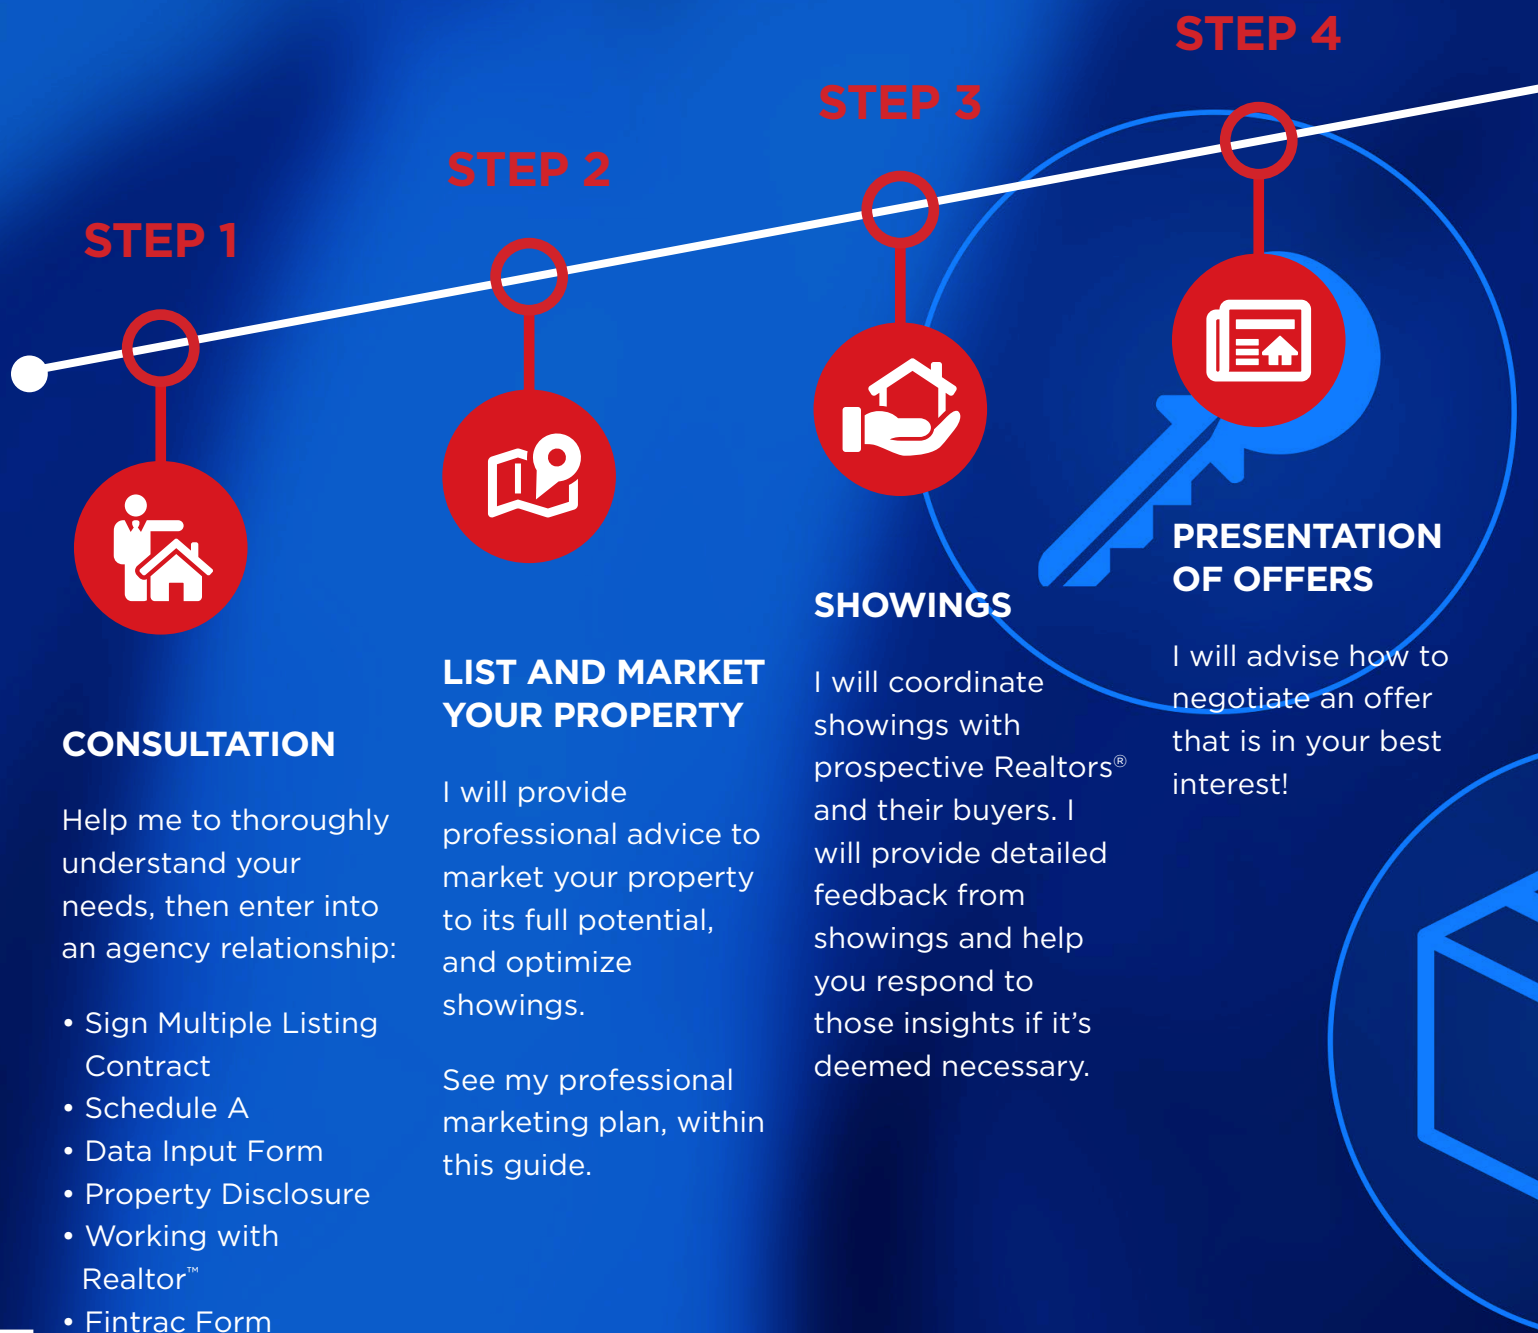 STEP 1
CONSULTATION
Help me to thoroughly
understand your
needs, then enter into
an agency relationship:
• Sign Multiple Listing
Contract
• Schedule A
• Data Input Form
• Property Disclosure
• Working with
Realtor™
• Fintrac Form
STEP 2
LIST AND MARKET
YOUR PROPERTY
I will provide
professional advice to
market your property
to its full potential,
and optimize
showings.
See my professional
marketing plan, within
this guide.
STEP 3
SHOWINGS
I will coordinate
showings with
prospective Realtors®
and their buyers. I
will provide detailed
feedback from
showings and help
you respond to
those insights if it's
deemed necessary.
STEP 4
PRESENTATION
OF OFFERS
I will advise how to
negotiate an offer
that is in your best
interest!